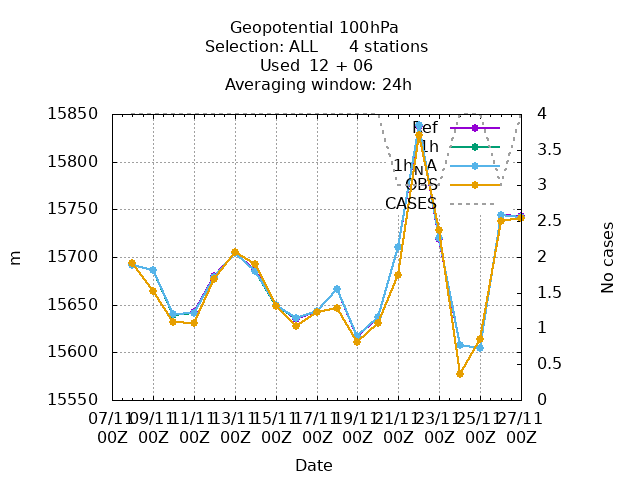 Geopotential 100hPa
Selection: ALL 4 stations
Used 12 + 06
Averaging window: 24h
15850
15800
15750
15700
15650
15600
15550
m
4
3.5
3
2.5
2
1.5
1
0.5
0
No cases
Ref
1h
1h_NA
OBS
CASES
07/11 09/11 11/11 13/11 15/11 17/11 19/11 21/11 23/11 25/11 27/11
00Z 00Z 00Z 00Z 00Z 00Z 00Z 00Z 00Z 00Z 00Z
Date